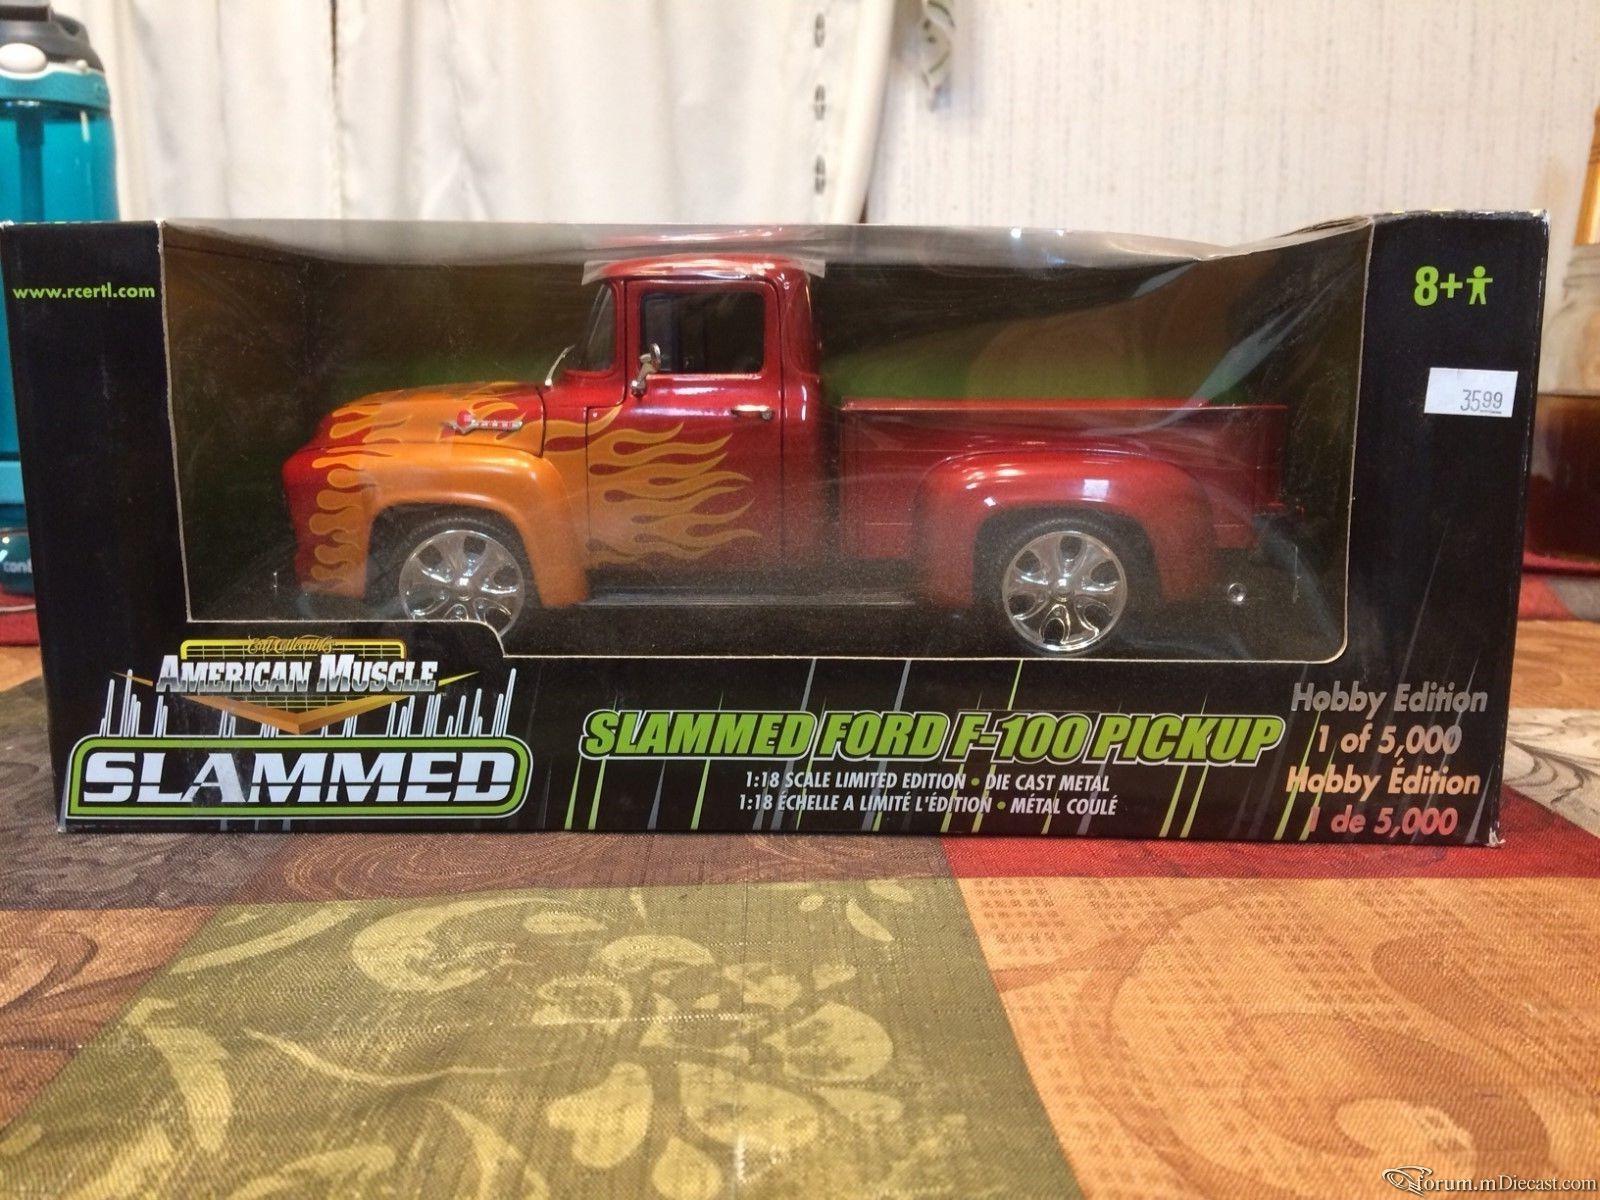 www.rcertl.com
8+
3599
Ertl Collectibles
AMERICAN MUSCLE
SLAMMED
SLAMMED FORD F-100 PICKUP
1:18 SCALE LIMITED EDITION • DIE CAST METAL
1:18 ÉCHELLE A LIMITÉ L'ÉDITION • MÉTAL COULÉ
Hobby Edition
1 of 5,000
Hobby Édition
1 de 5,000
forum.mDiecast.com